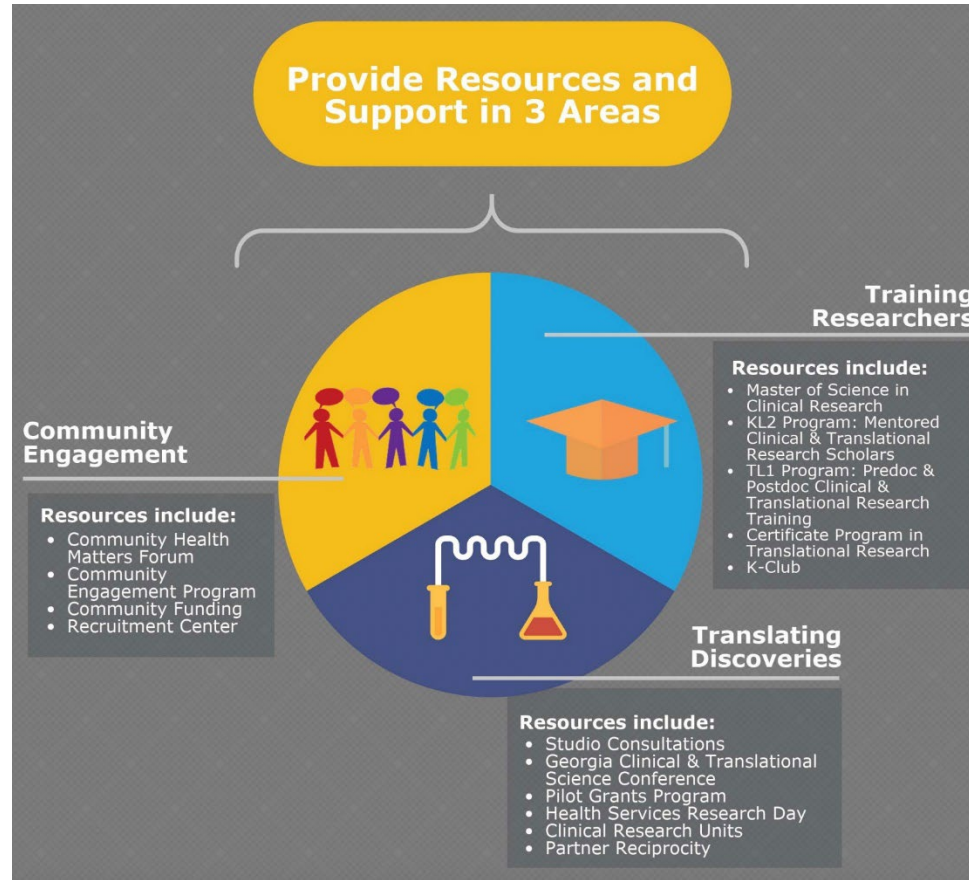 Provide Resources and
Support in 3 Areas
Training
Researchers
Resources include:
• Master of Science in
Clinical Research
• KL2 Program: Mentored
Clinical & Translational
Research Scholars
• TL1 Program: Predoc &
Postdoc Clinical &
Translational Research
Training
• Certificate Program in
Translational Research
• K-Club
Community
Engagement
Resources include:
• Community Health
Matters Forum
• Community
Engagement Program
• Community Funding
• Recruitment Center
Translating
Discoveries
Resources include:
• Studio Consultations
• Georgia Clinical & Translational
Science Conference
• Pilot Grants Program
• Health Services Research Day
• Clinical Research Units
• Partner Reciprocity